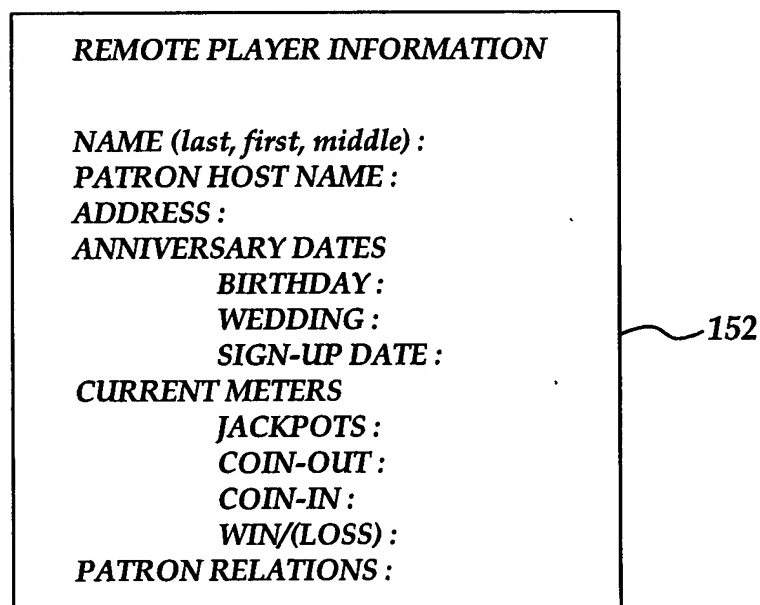 REMOTE PLAYER INFORMATION
NAME (last, first, middle) :
PATRON HOST NAME :
ADDRESS :
ANNIVERSARY DATES
BIRTHDAY :
WEDDING :
SIGN-UP DATE :
152
CURRENT METERS
JACKPOTS :
COIN-OUT :
COIN-IN :
WIN/(LOSS) :
PATRON RELATIONS :